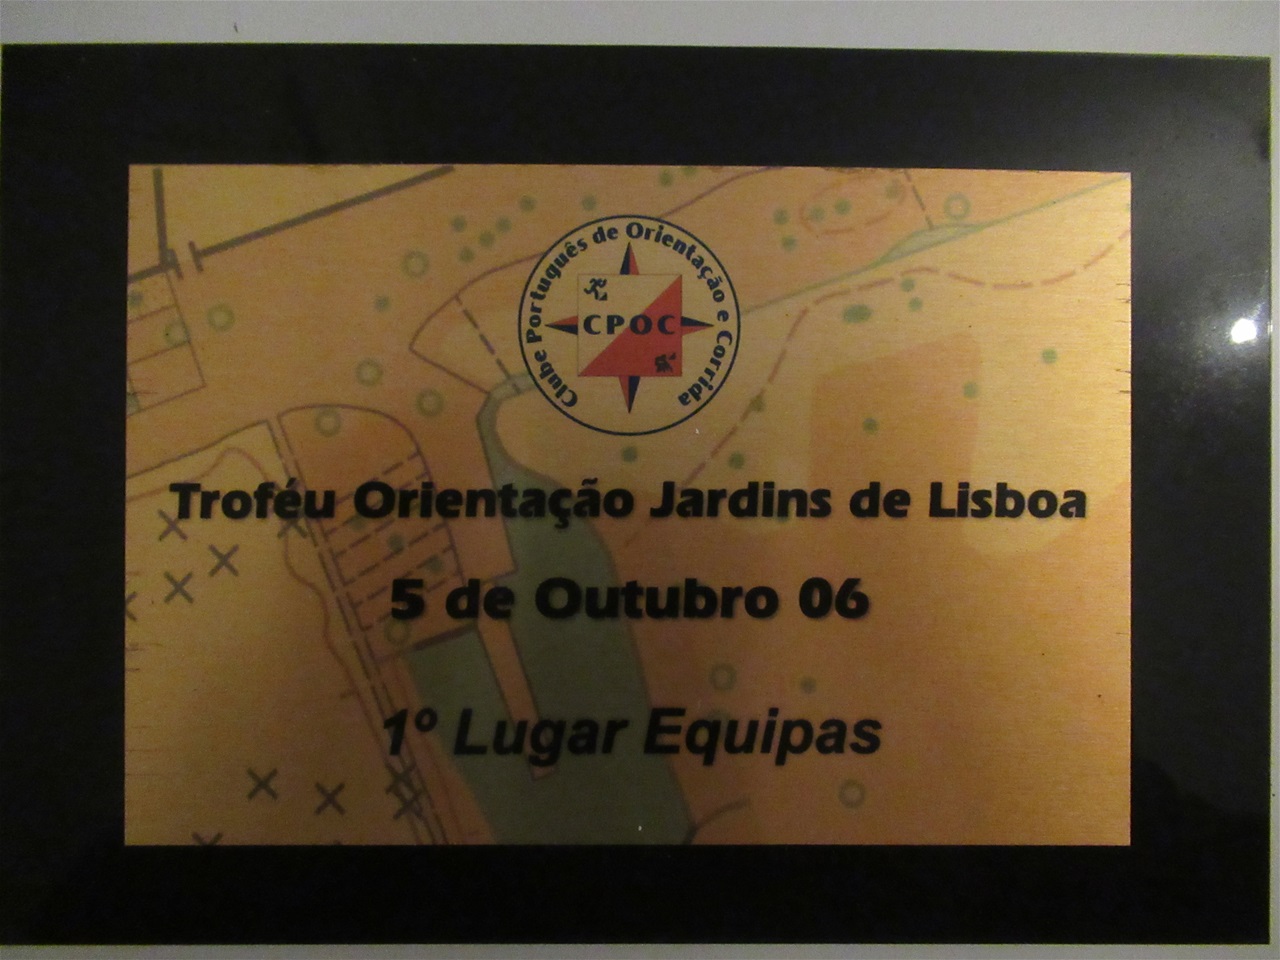 Clube Português de Orientação e Corrida
CPOC
Troféu Orientação Jardins de Lisboa
5 de Outubro 06
1º Lugar Equipas